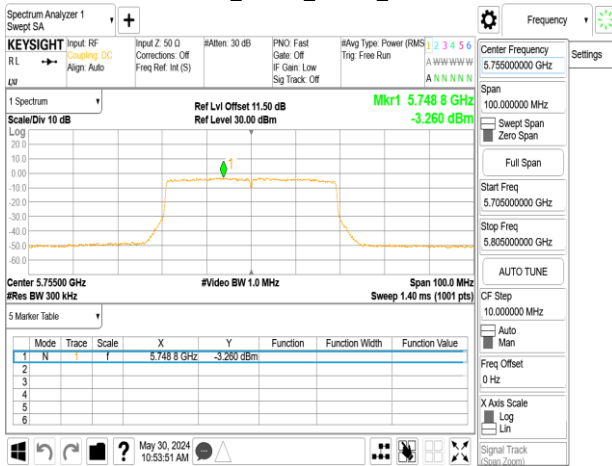 Spectrum Analyzer 1
Swept SA
Frequency
Settings
KEYSIGHT
RL
Input: RF
Coupling: DC
Align: Auto
Input Z: 50 Ω
Corrections: Off
Freq Ref: Int (S)
#Atten: 30 dB
PNO: Fast
Gate: Off
IF Gain: Low
Sig Track: Off
#Avg Type: Power (RMS
Trig: Free Run
1 2 3 4 5 6
A W W W W W
A N N N N N
1 Spectrum
Scale/Div 10 dB
Ref Lvl Offset 11.50 dB
Ref Level 30.00 dBm
Mkr1 5.748 8 GHz
-3.260 dBm
Log
20.0
10.0
0.00
-10.0
-20.0
-30.0
-40.0
-50.0
-60.0
1
Center 5.75500 GHz
#Video BW 1.0 MHz
Span 100.0 MHz
#Res BW 300 kHz
Sweep 1.40 ms (1001 pts)
5 Marker Table
Mode Trace Scale X Y Function Function Width Function Value
1 N 1 f 5.748 8 GHz -3.260 dBm
2
3
4
5
6
May 30, 2024
10:53:51 AM
Center Frequency
5.755000000 GHz
Span
100.000000 MHz
Swept Span
Zero Span
Full Span
Start Freq
5.705000000 GHz
Stop Freq
5.805000000 GHz
AUTO TUNE
CF Step
10.000000 MHz
Auto
Man
Freq Offset
0 Hz
X Axis Scale
Log
Lin
Signal Track
(Span Zoom)